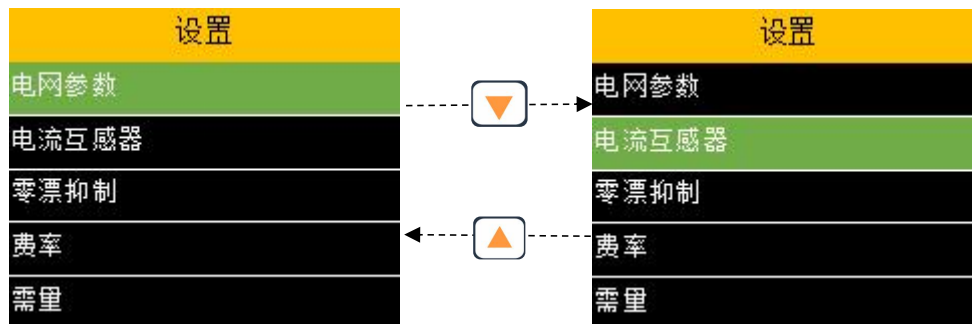 设置
电网参数
电流互感器
零漂抑制
费率
需量
设置
电网参数
电流互感器
零漂抑制
费率
需量